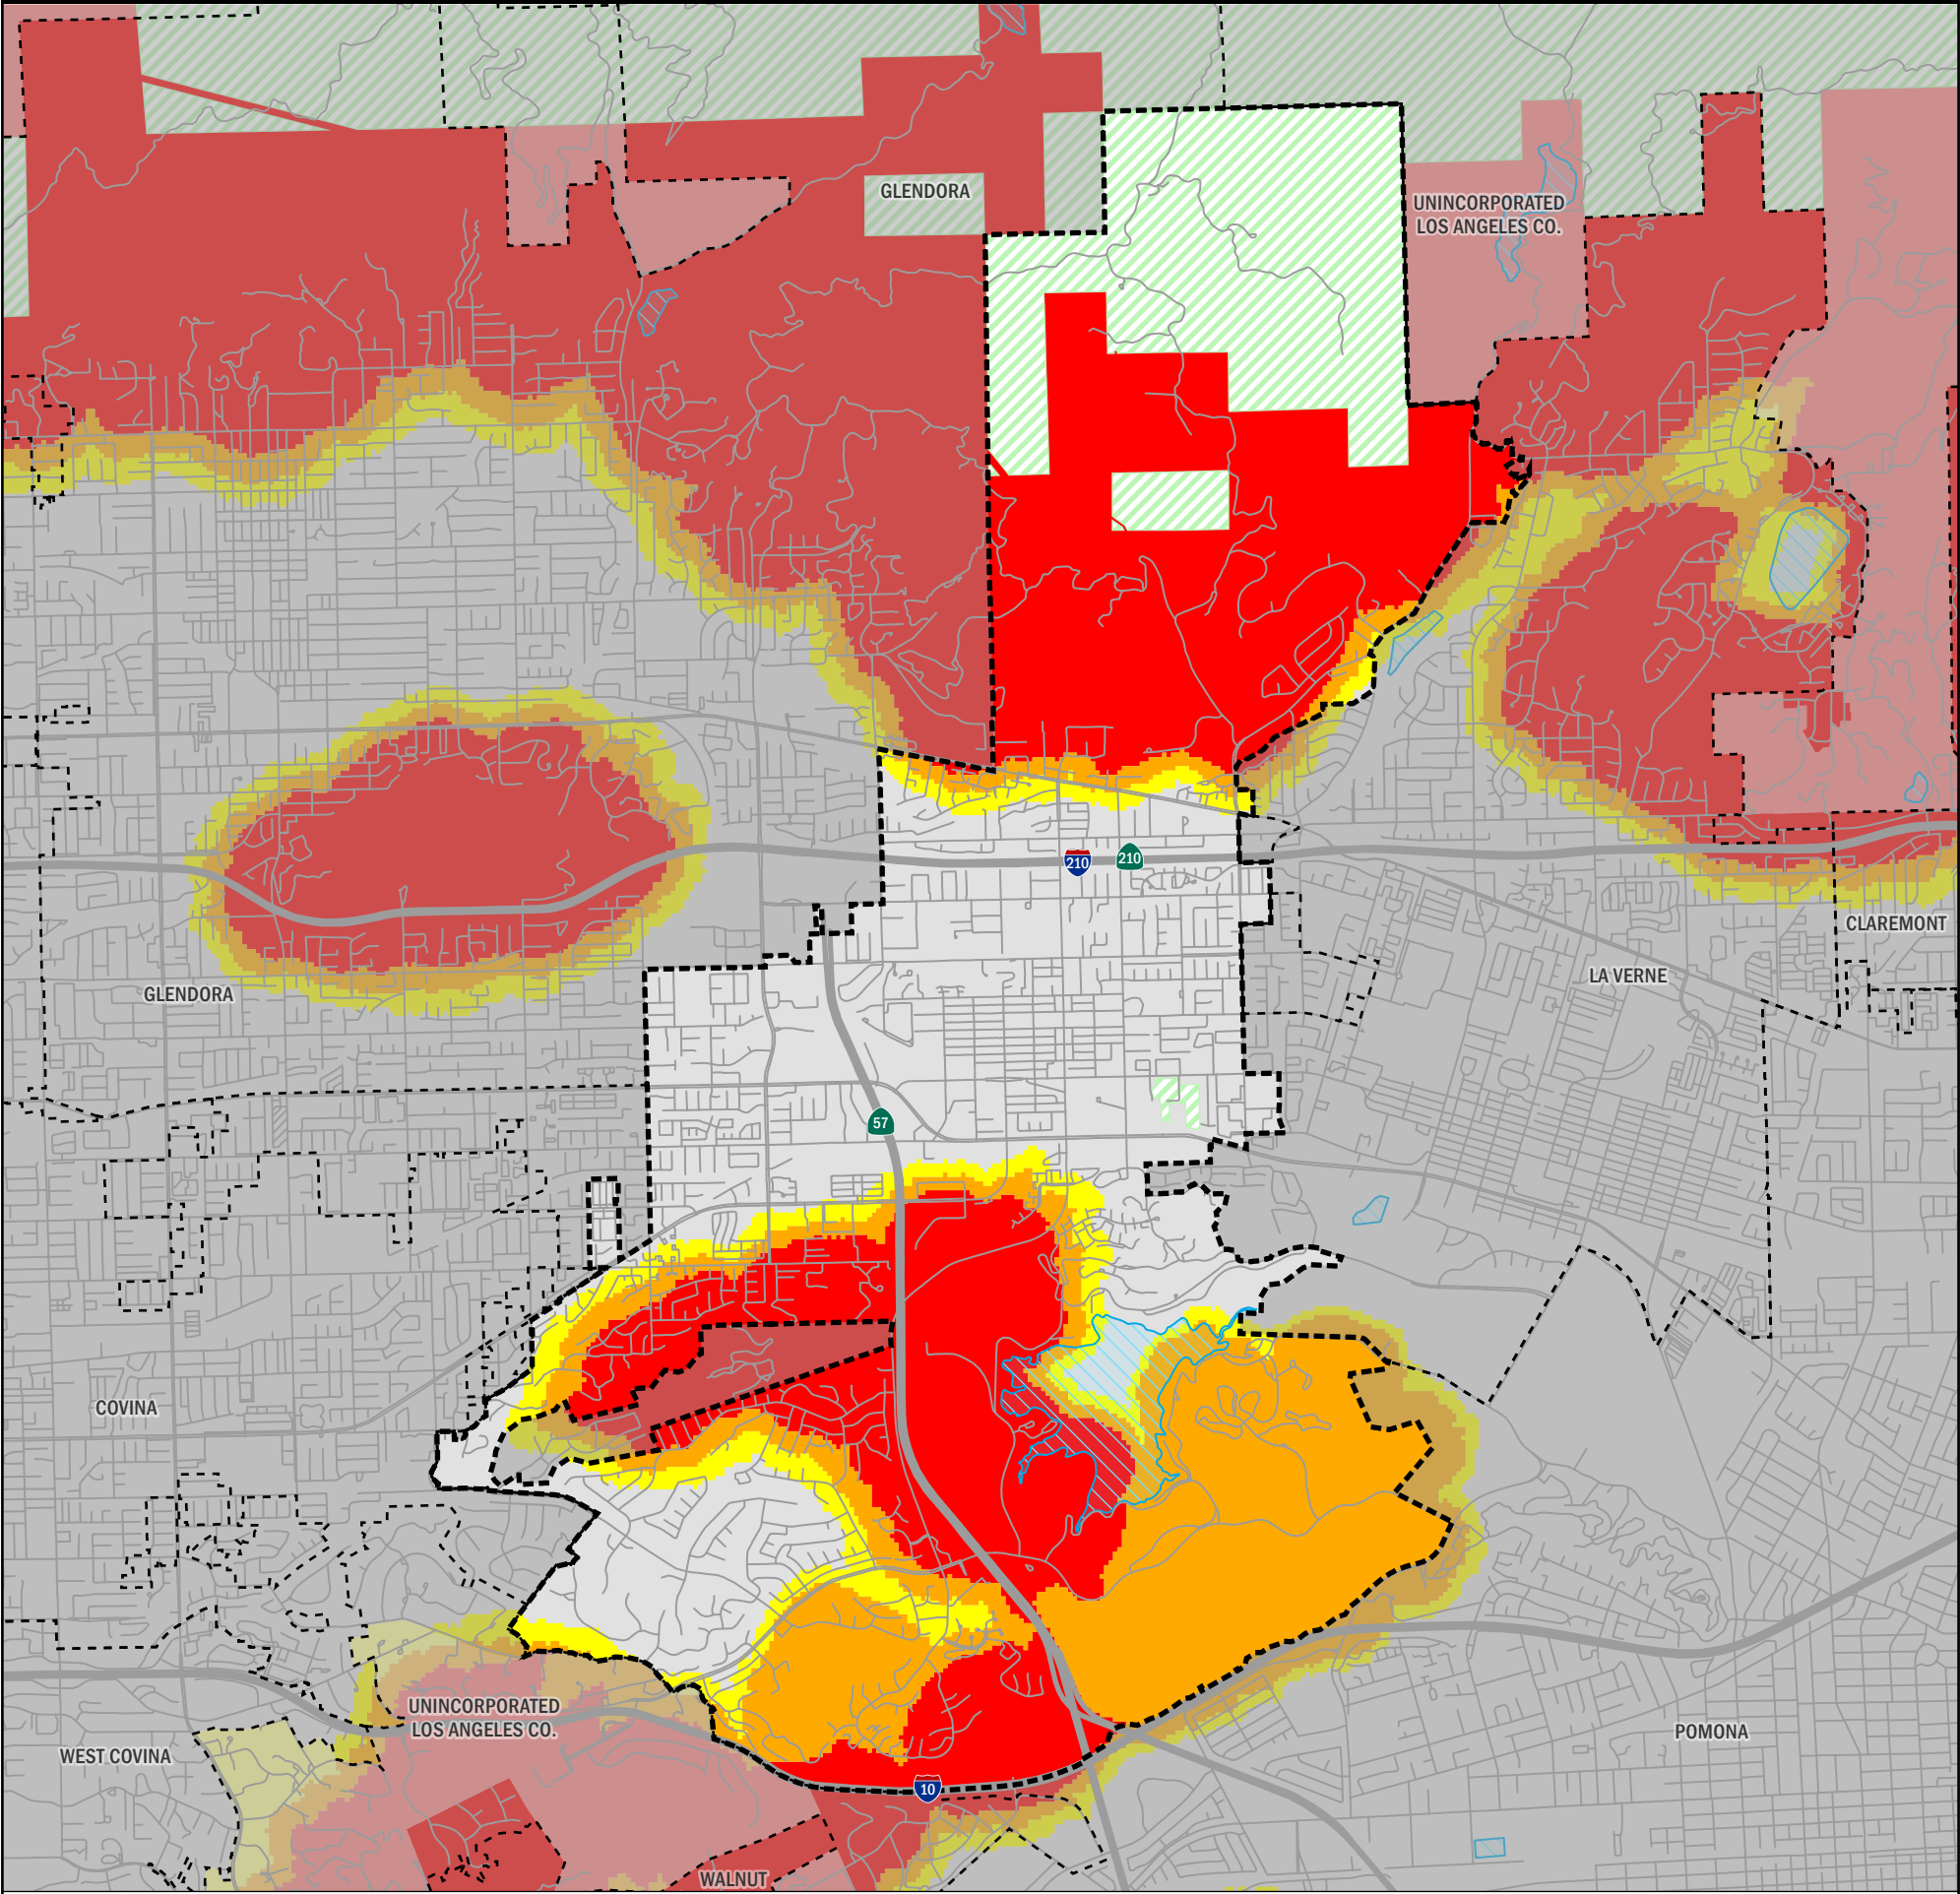 GLENDORA
UNINCORPORATED
LOS ANGELES CO.
210
210
CLAREMONT
LA VERNE
GLENDORA
57
COVINA
UNINCORPORATED
LOS ANGELES CO.
WEST COVINA
POMONA
10
WALNUT